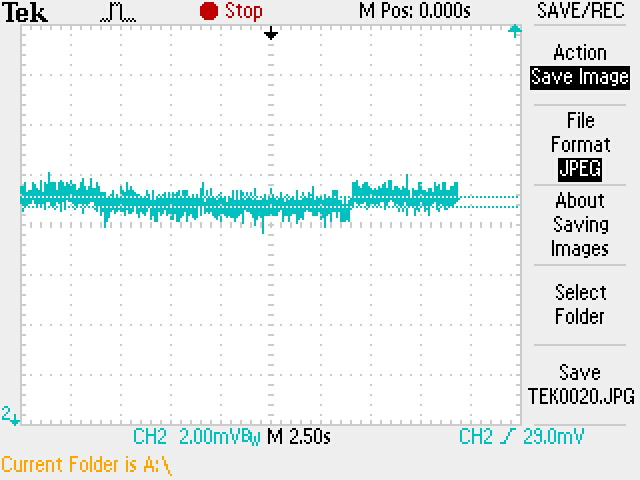 Tek Stop M Pos: 0.000s SAVE/REC
Action
Save Image
File
Format
JPEG
About
Saving
Images
Select
Folder
Save
TEK0020.JPG
2
CH2 2.00mVBW M 2.50s CH2 29.0mV
Current Folder is A:\